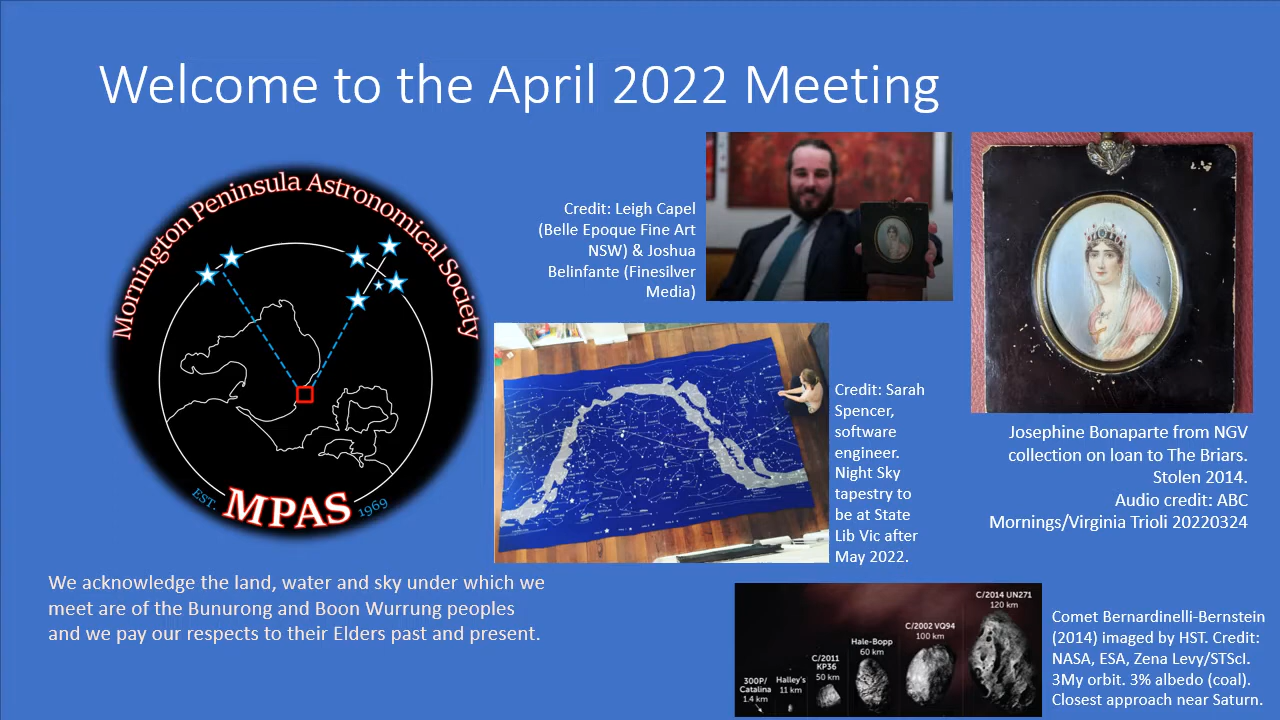 Welcome to the April 2022 Meeting
Mornington Peninsula Astronomical Society
EST. MPAS 1969
Credit: Leigh Capel
(Belle Epoque Fine Art
NSW) & Joshua
Belinfante (Finesilver
Media)
Credit: Sarah
Spencer,
software
engineer.
Night Sky
tapestry to
be at State
Lib Vic after
May 2022.
Josephine Bonaparte from NGV
collection on loan to The Briars.
Stolen 2014.
Audio credit: ABC
Mornings/Virginia Trioli 20220324
We acknowledge the land, water and sky under which we
meet are of the Bunurong and Boon Wurrung peoples
and we pay our respects to their Elders past and present.
300P/
Catalina
1.4 km
Halley's
11 km
C/2011
KP36
50 km
Hale-Bopp
60 km
C/2002 VQ94
100 km
C/2014 UN271
120 km
Comet Bernardinelli-Bernstein
(2014) imaged by HST. Credit:
NASA, ESA, Zena Levy/STScI.
3My orbit. 3% albedo (coal).
Closest approach near Saturn.